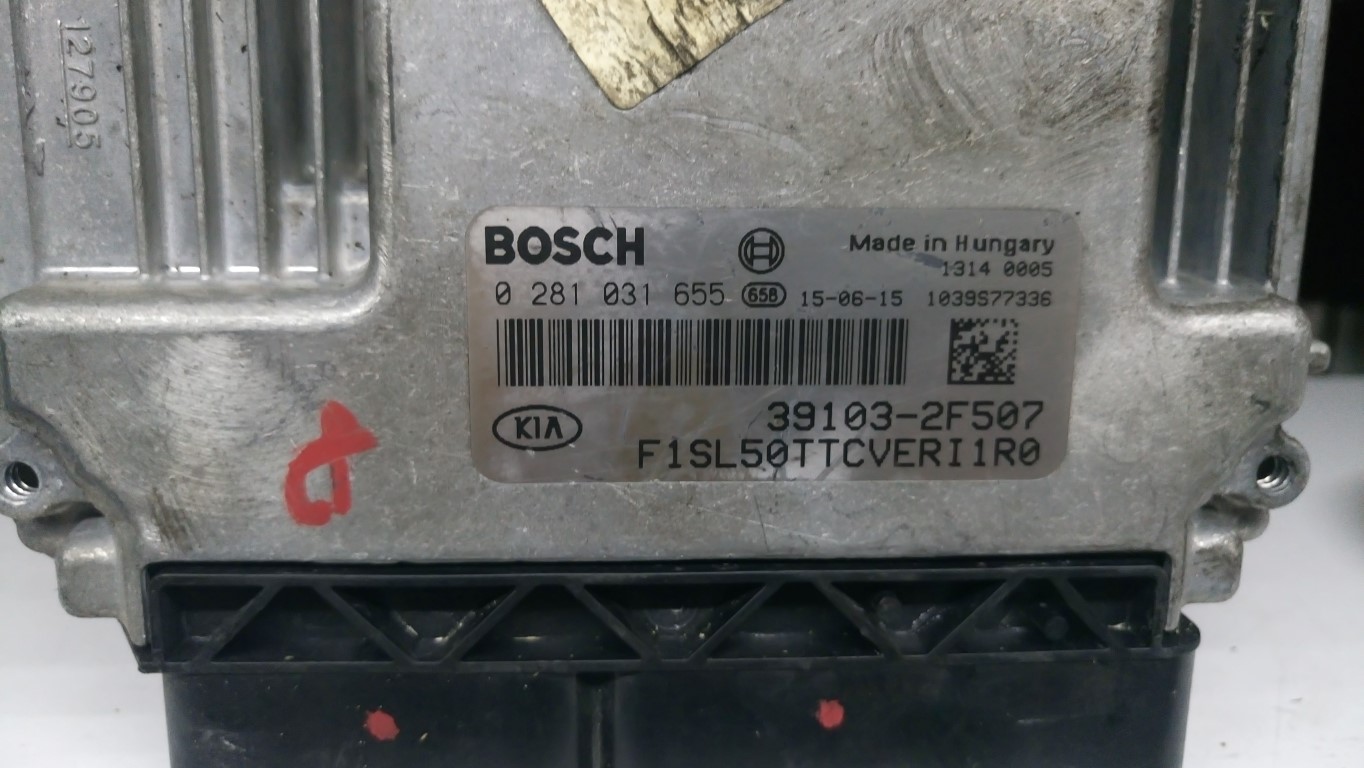 127905
BOSCH
Made in Hungary
1314 0005
0 281 031 655 658 15-06-15 1039S77336
KIA
39103-2F507
F1SL50TTCVERI1R0